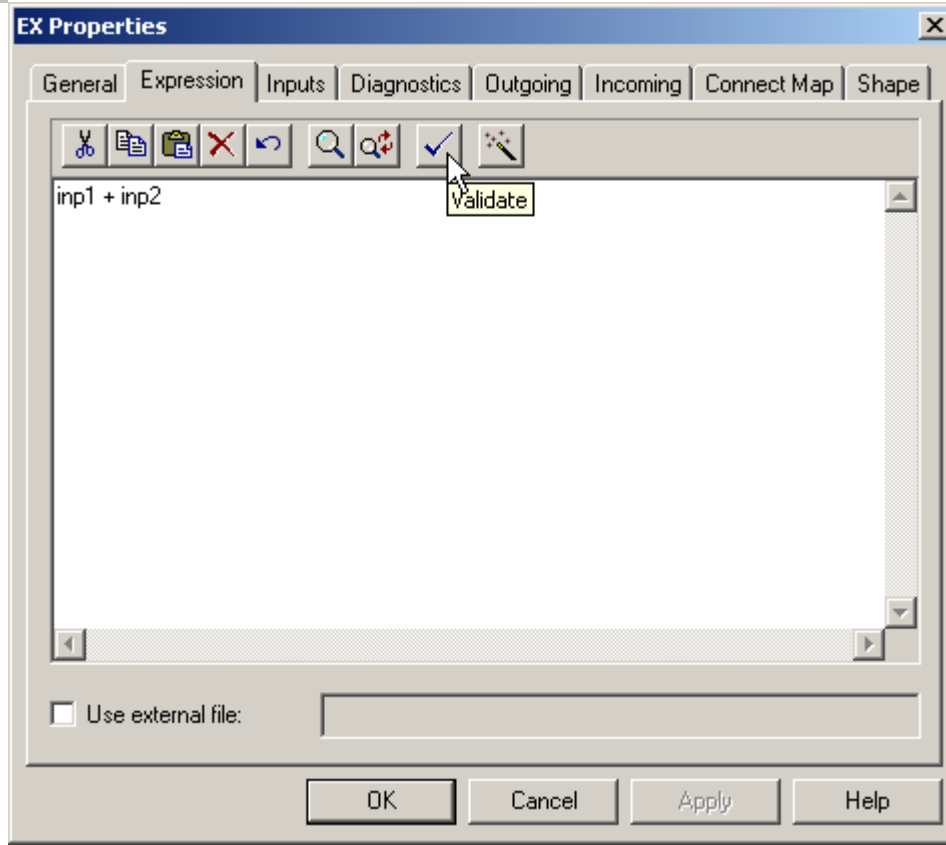 EX Properties
General Expression Inputs Diagnostics Outgoing Incoming Connect Map Shape
inp1 + inp2
Validate
Use external file:
OK Cancel Apply Help